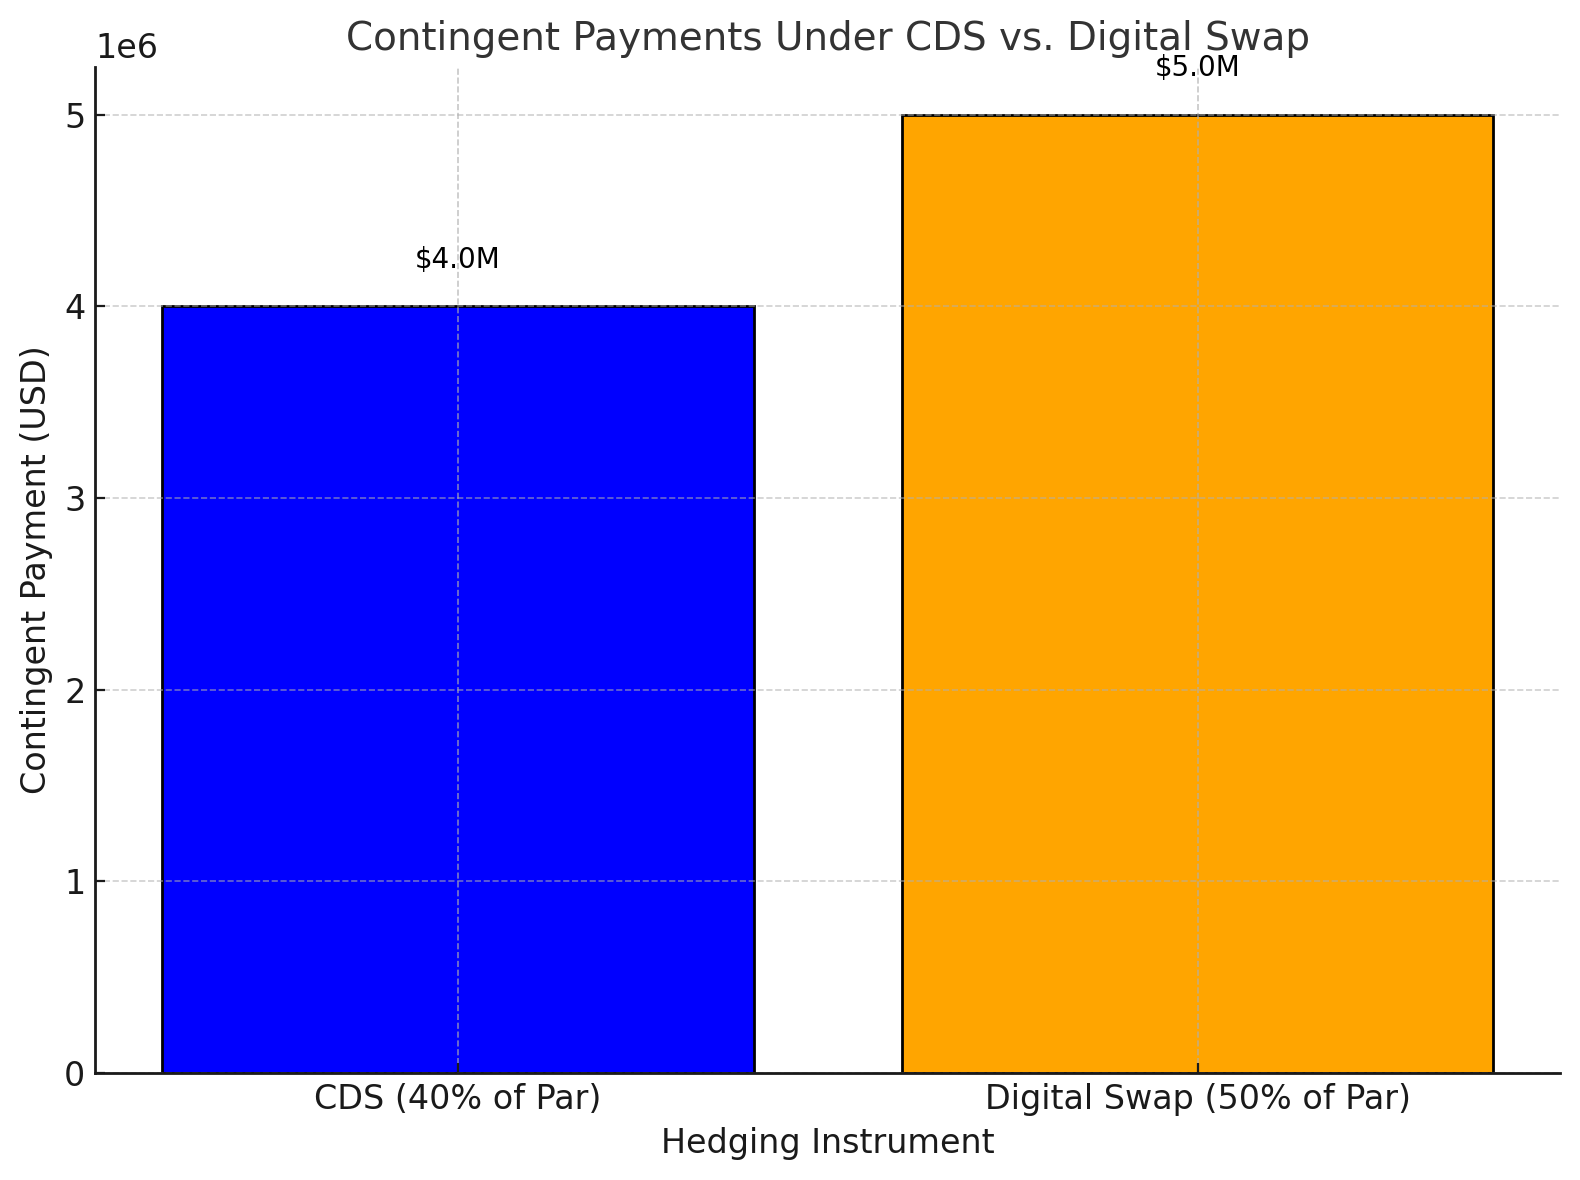 Contingent Payments Under CDS vs. Digital Swap
1e6
$5.0M
5
$4.0M
4
3
2
1
0
Contingent Payment (USD)
CDS (40% of Par)
Digital Swap (50% of Par)
Hedging Instrument